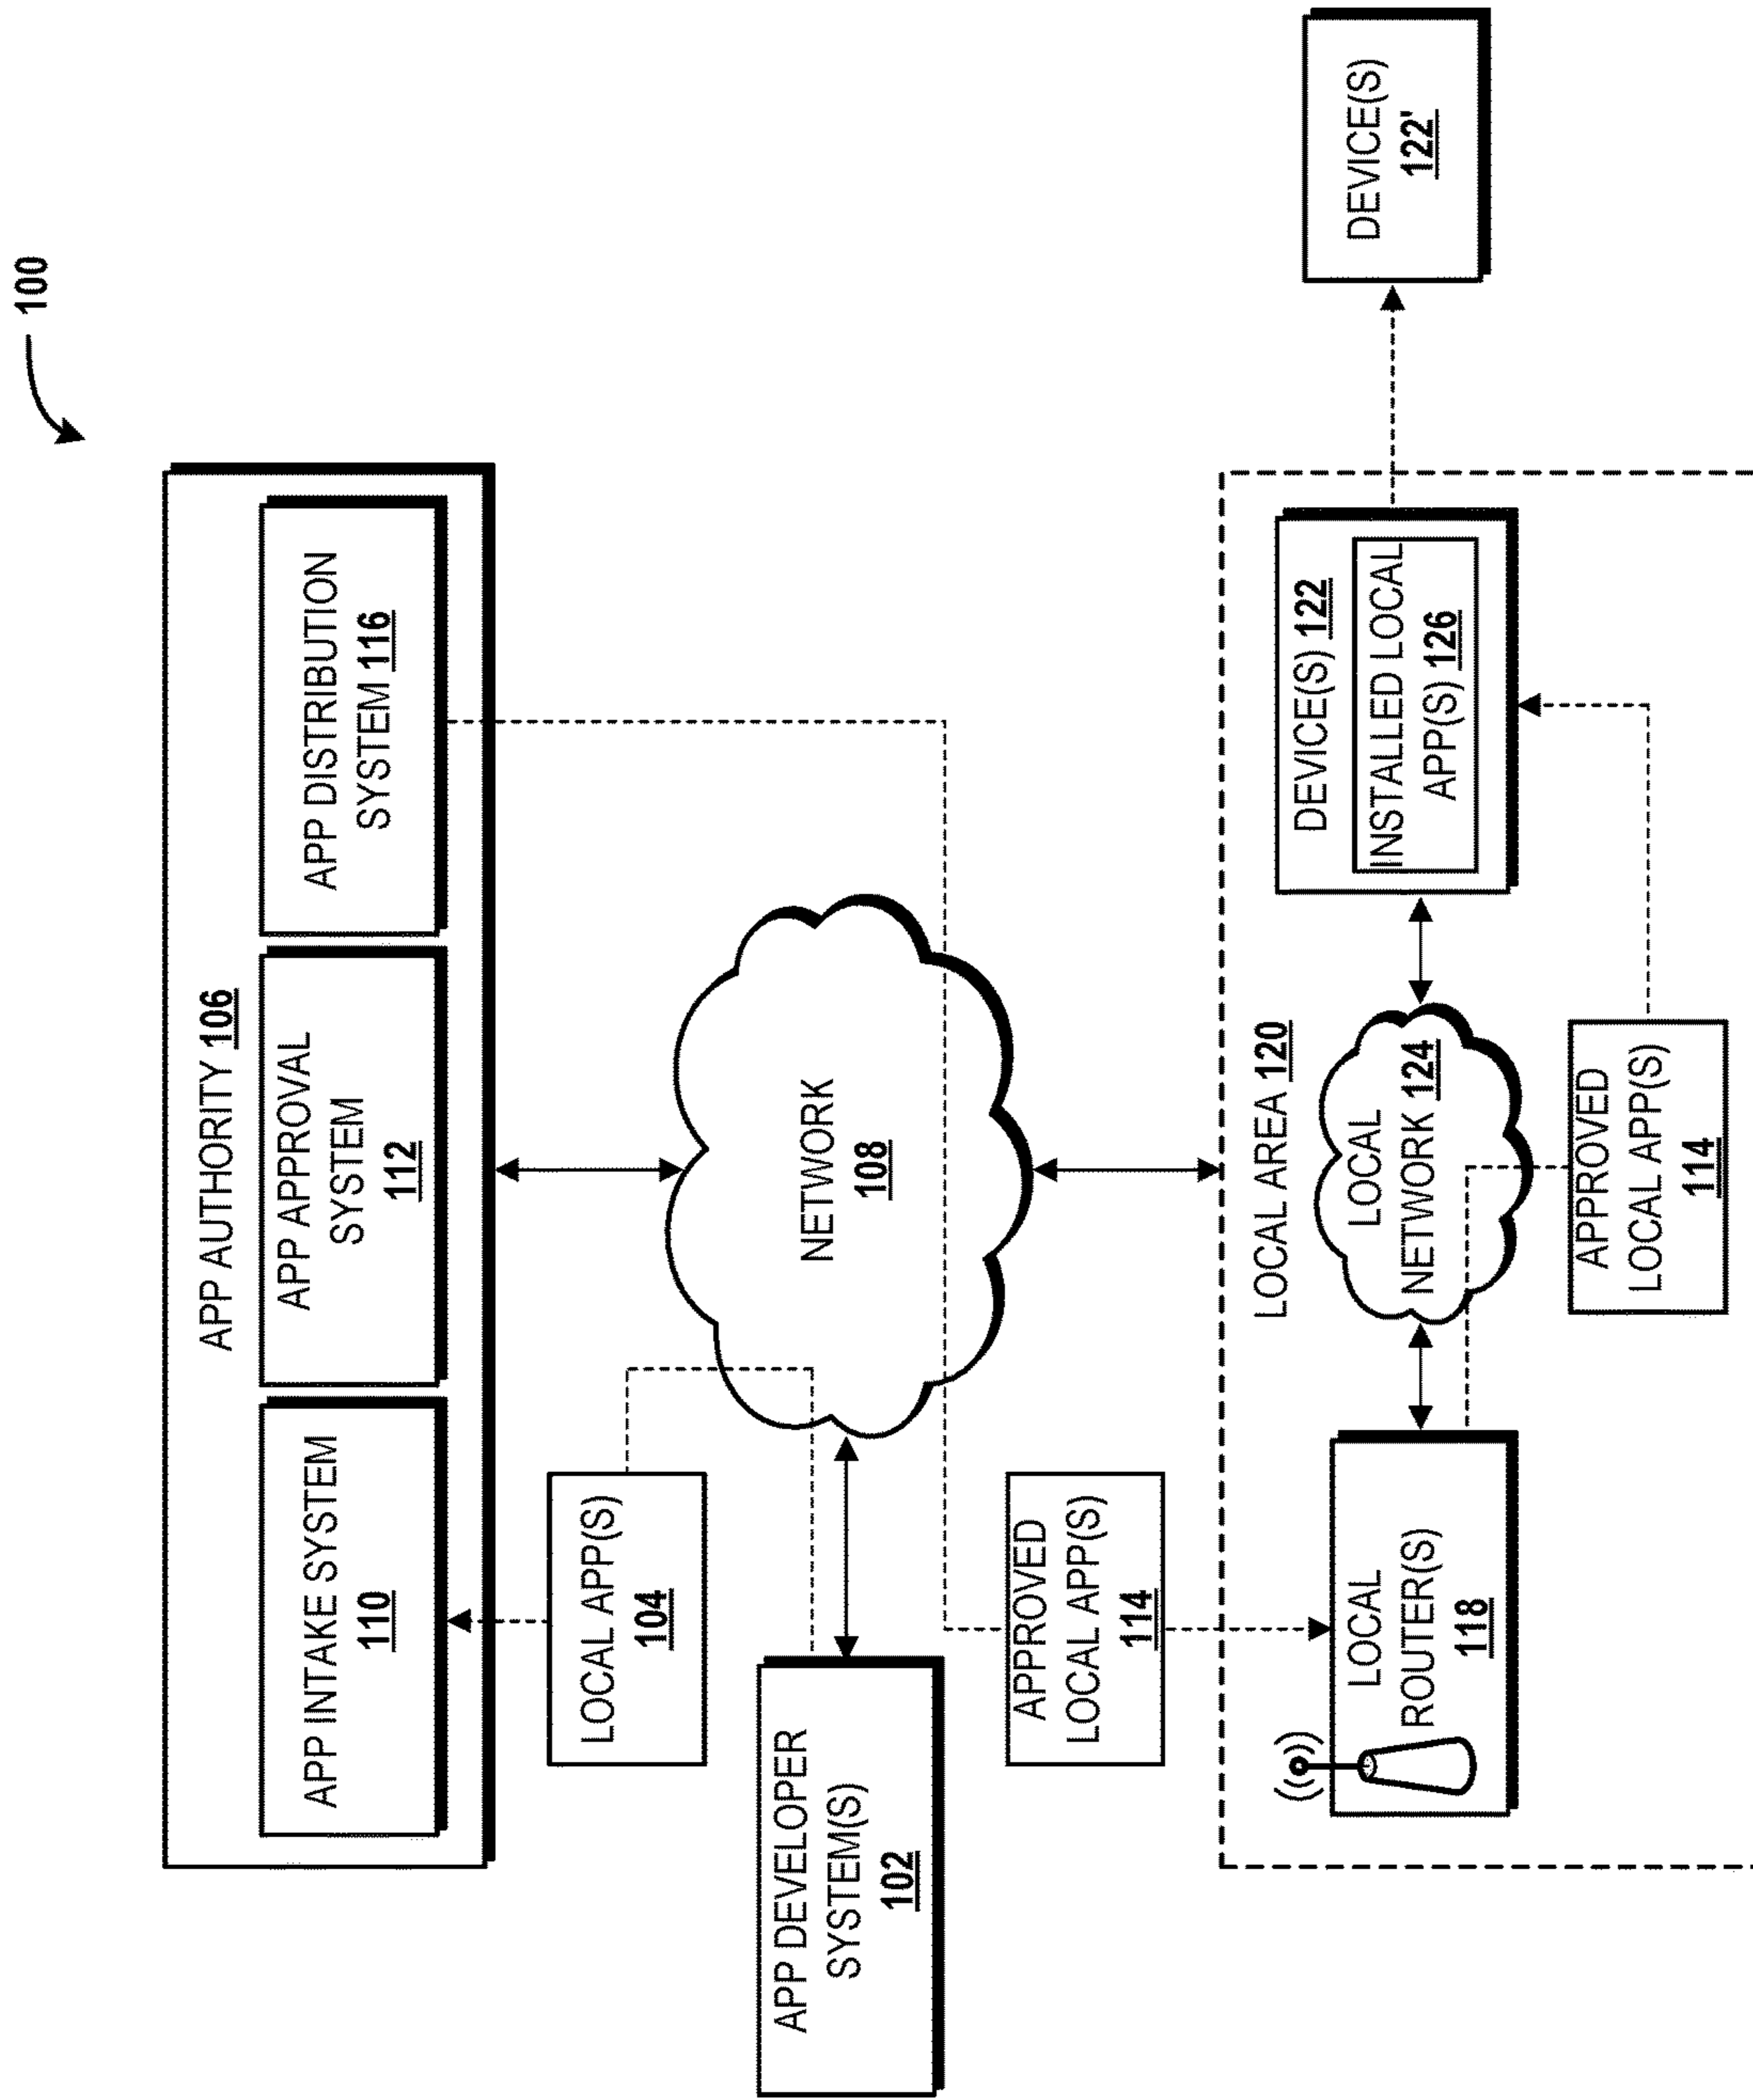 100
APP AUTHORITY 106
APP INTAKE SYSTEM
110
APP APPROVAL
SYSTEM
112
APP DISTRIBUTION
SYSTEM 116
LOCAL APP(S)
104
APP DEVELOPER
SYSTEM(S)
102
NETWORK
108
APPROVED
LOCAL APP(S)
114
LOCAL AREA 120
LOCAL
ROUTER(S)
118
LOCAL
NETWORK 124
DEVICE(S) 122
INSTALLED LOCAL
APP(S) 126
APPROVED
LOCAL APP(S)
114
DEVICE(S)
122'